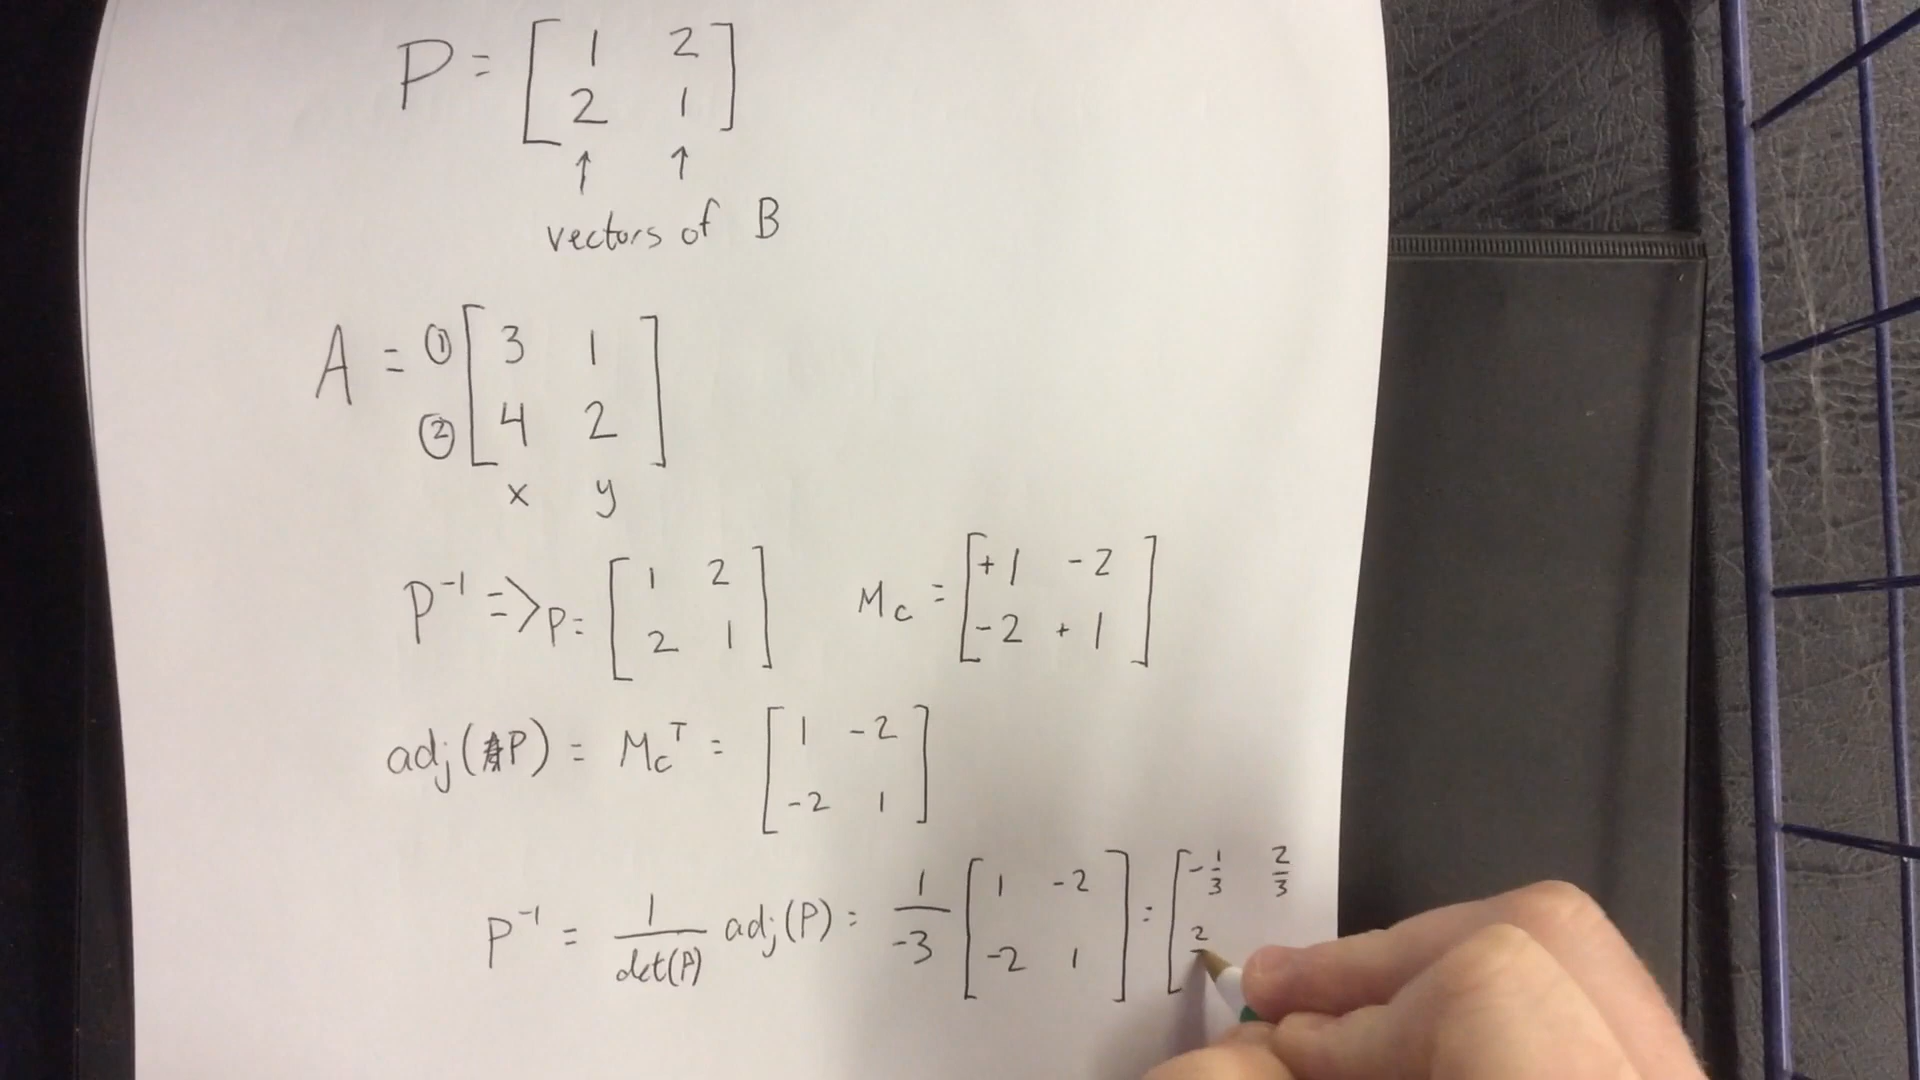 P = [ 1 2
2 1 ]
↑ ↑
vectors of B
A = ① [ 3 1
② 4 2 ]
x y
P⁻¹ => P = [ 1 2
2 1 ]
Mc = [ +1 -2
-2 +1 ]
adj(P) = Mcᵀ = [ 1 -2
-2 1 ]
P⁻¹ = 1/det(P) adj(P) = 1/-3 [ 1 -2
-2 1 ] = [ -1/3 2/3
2